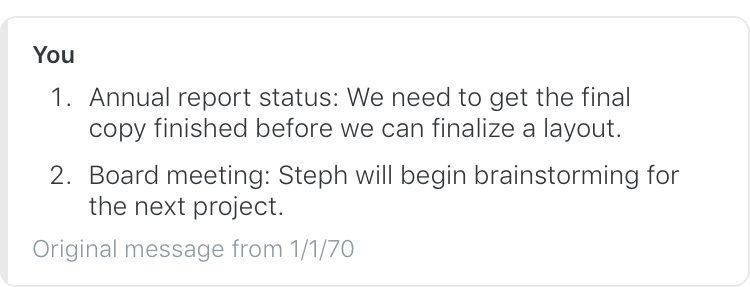 You
1. Annual report status: We need to get the final
copy finished before we can finalize a layout.
2. Board meeting: Steph will begin brainstorming for
the next project.
Original message from 1/1/70